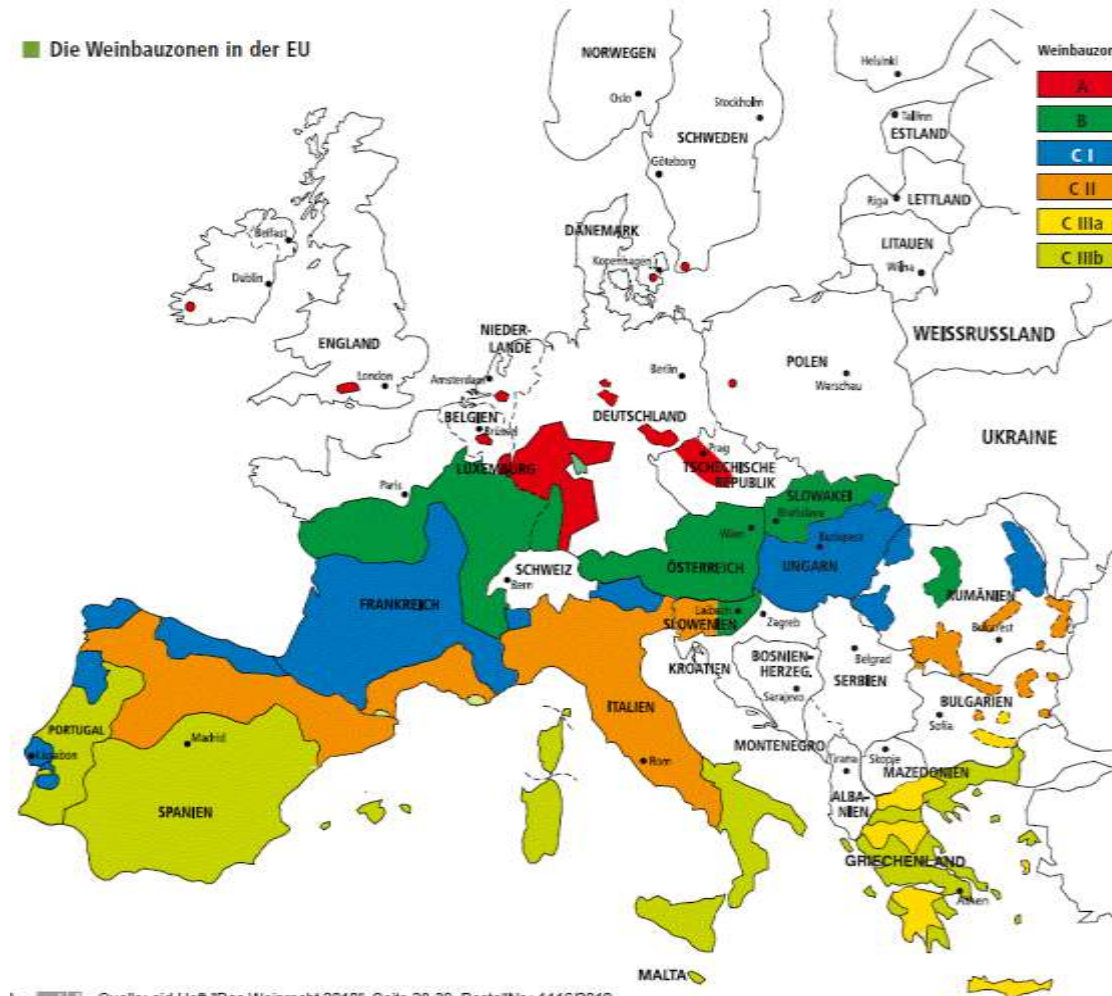 Die Weinbauzonen in der EU
Weinbauzon
A
B
C I
C II
C IIIa
C IIIb
NORWEGEN
Oslo
Stockholm
SCHWEDEN
Göteborg
Helsinki
Tallinn
ESTLAND
Riga
LETTLAND
LITAUEN
Wilna
DÄNEMARK
Kopenhagen
Belfast
Dublin
ENGLAND
London
NIEDER-
LANDE
Amsterdam
BELGIEN
Brüssel
LUXEMBURG
Berlin
DEUTSCHLAND
POLEN
Warschau
WEISSRUSSLAND
UKRAINE
Prag
TSCHECHISCHE
REPUBLIK
SLOWAKEI
Bratislava
Paris
Wien
ÖSTERREICH
Budapest
UNGARN
SCHWEIZ
Bern
FRANKREICH
Laibach
SLOWENIEN
Zagreb
KROATIEN
BOSNIEN-
HERZEG.
Sarajevo
Belgrad
SERBIEN
RUMÄNIEN
Bukarest
BULGARIEN
Sofia
MONTENEGRO
Tirana
Skopje
MAZEDONIEN
ALBA-
NIEN
GRIECHENLAND
Athen
ITALIEN
Rom
PORTUGAL
Lissabon
Madrid
SPANIEN
MALTA